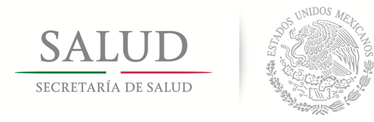 SALUD
SECRETARÍA DE SALUD
ESTADOS UNIDOS MEXICANOS